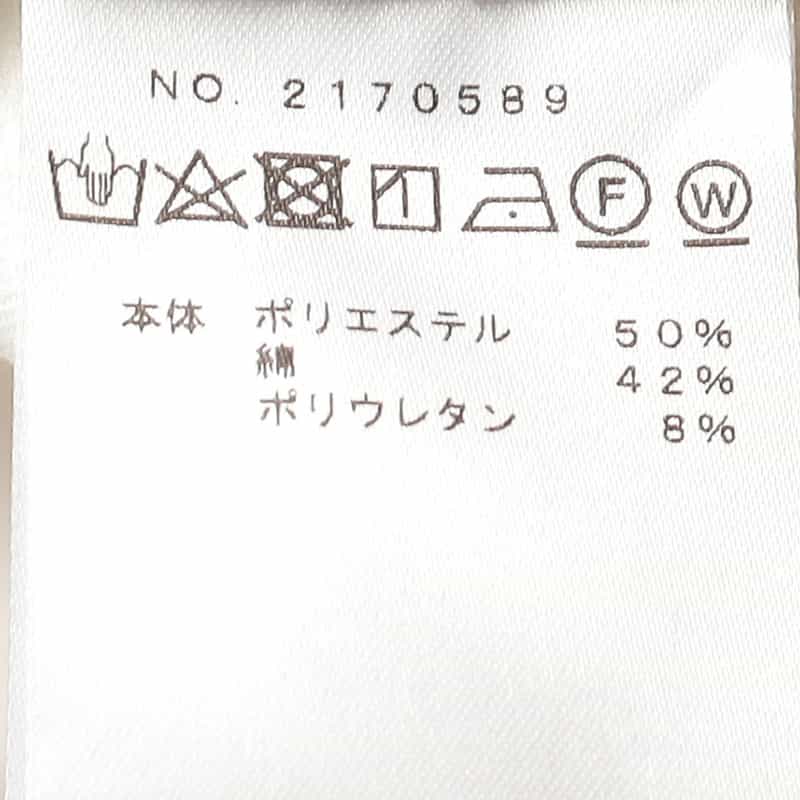 NO. 2170589
F W
本体 ポリエステル 50%
綿 42%
ポリウレタン 8%